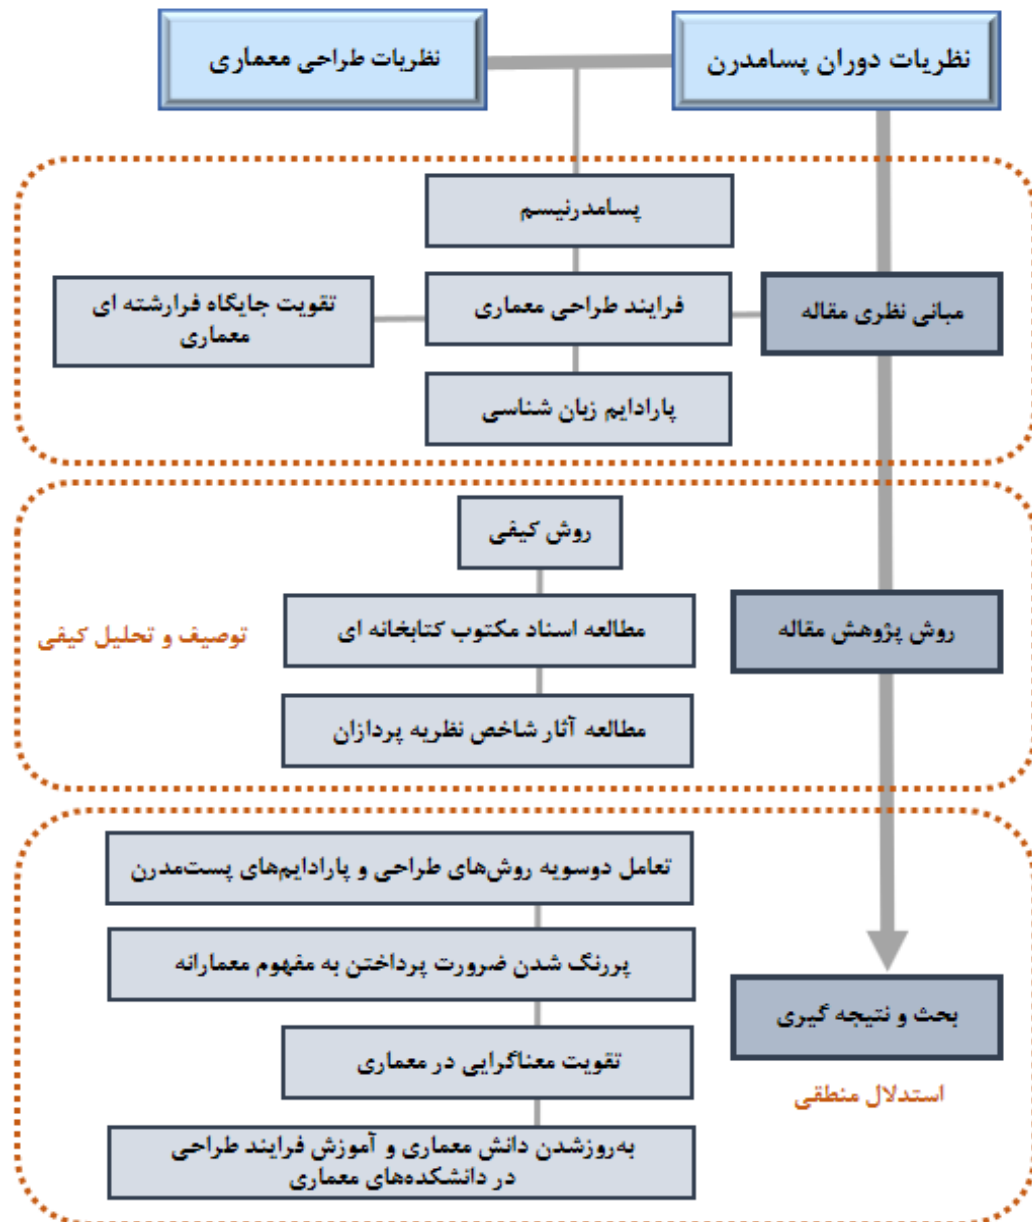 نظریات دوران پسامدرن
نظریات طراحی معماری
پسامدرنیسم
مبانی نظری مقاله
فرایند طراحی معماری
تقویت جایگاه فرارشته ای
معماری
پارادایم زبان شناسی
روش کیفی
روش پژوهش مقاله
مطالعه اسناد مکتوب کتابخانه ای
توصیف و تحلیل کیفی
مطالعه آثار شاخص نظریه پردازان
تعامل دوسویه روش‌های طراحی و پارادایم‌های پست‌مدرن
پررنگ شدن ضرورت پرداختن به مفهوم معمارانه
بحث و نتیجه گیری
تقویت معناگرایی در معماری
استدلال منطقی
به‌روزشدن دانش معماری و آموزش فرایند طراحی
در دانشکده‌های معماری